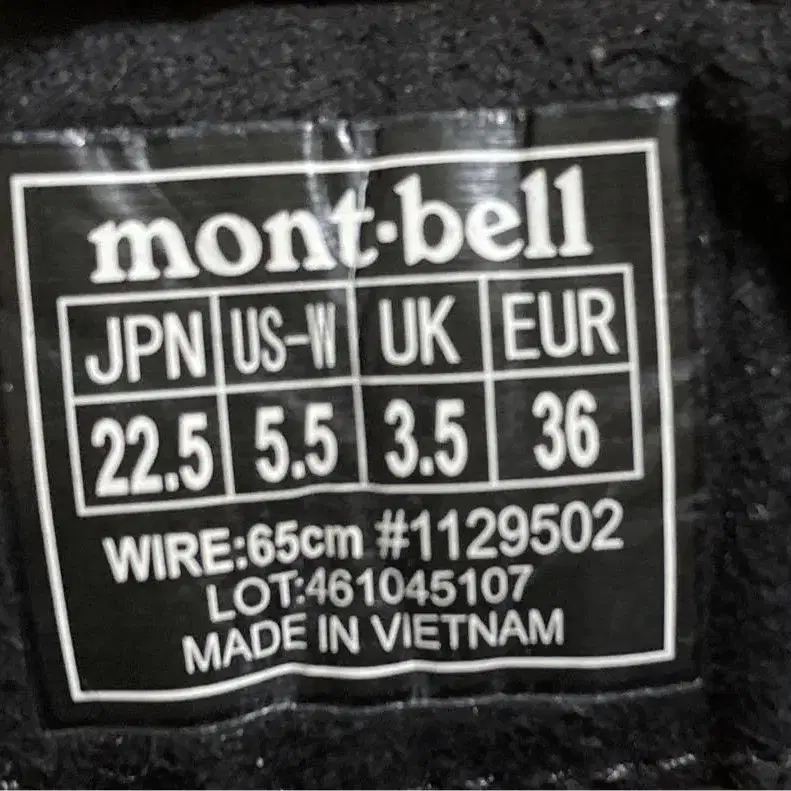 mont-bell
JPN US-W UK EUR
22.5 5.5 3.5 36
WIRE:65cm #1129502
LOT:461045107
MADE IN VIETNAM